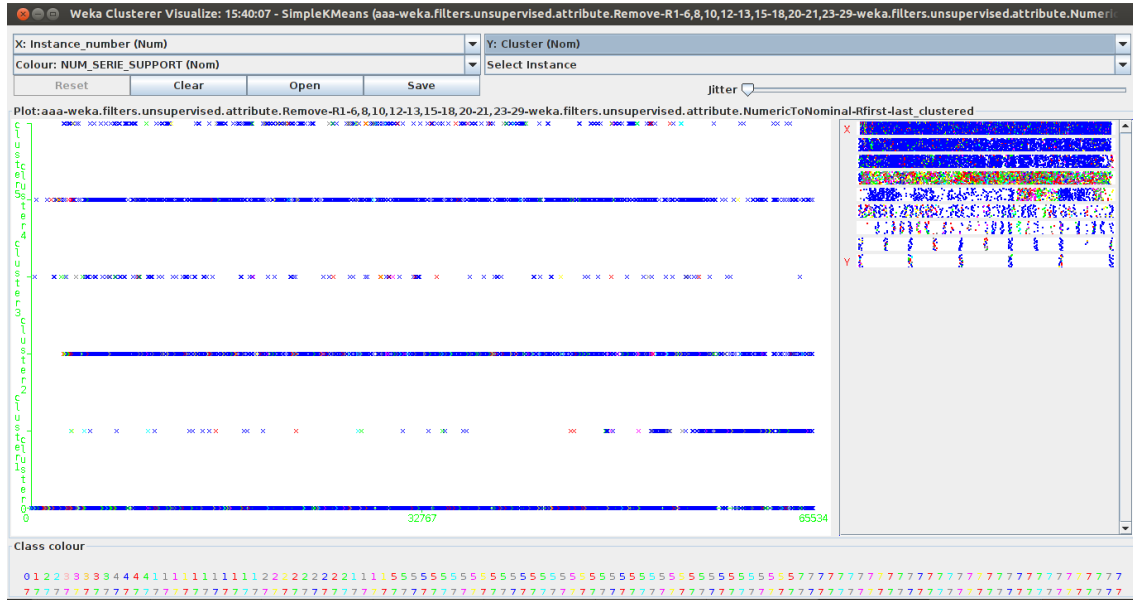 Weka Clusterer Visualize: 15:40:07 - SimpleKMeans (aaa-weka.filters.unsupervised.attribute.Remove-R1-6,8,10,12-13,15-18,20-21,23-29-weka.filters.unsupervised.attribute.Numeric
X: Instance_number (Num)
Y: Cluster (Nom)
Colour: NUM_SERIE_SUPPORT (Nom)
Select Instance
Reset
Clear
Open
Save
Jitter
Plot:aaa-weka.filters.unsupervised.attribute.Remove-R1-6,8,10,12-13,15-18,20-21,23-29-weka.filters.unsupervised.attribute.NumericToNominal-Rfirst-last_clustered
cluster5
cluster4
cluster3
cluster2
cluster1
cluster0
0
32767
65534
X
Y
Class colour